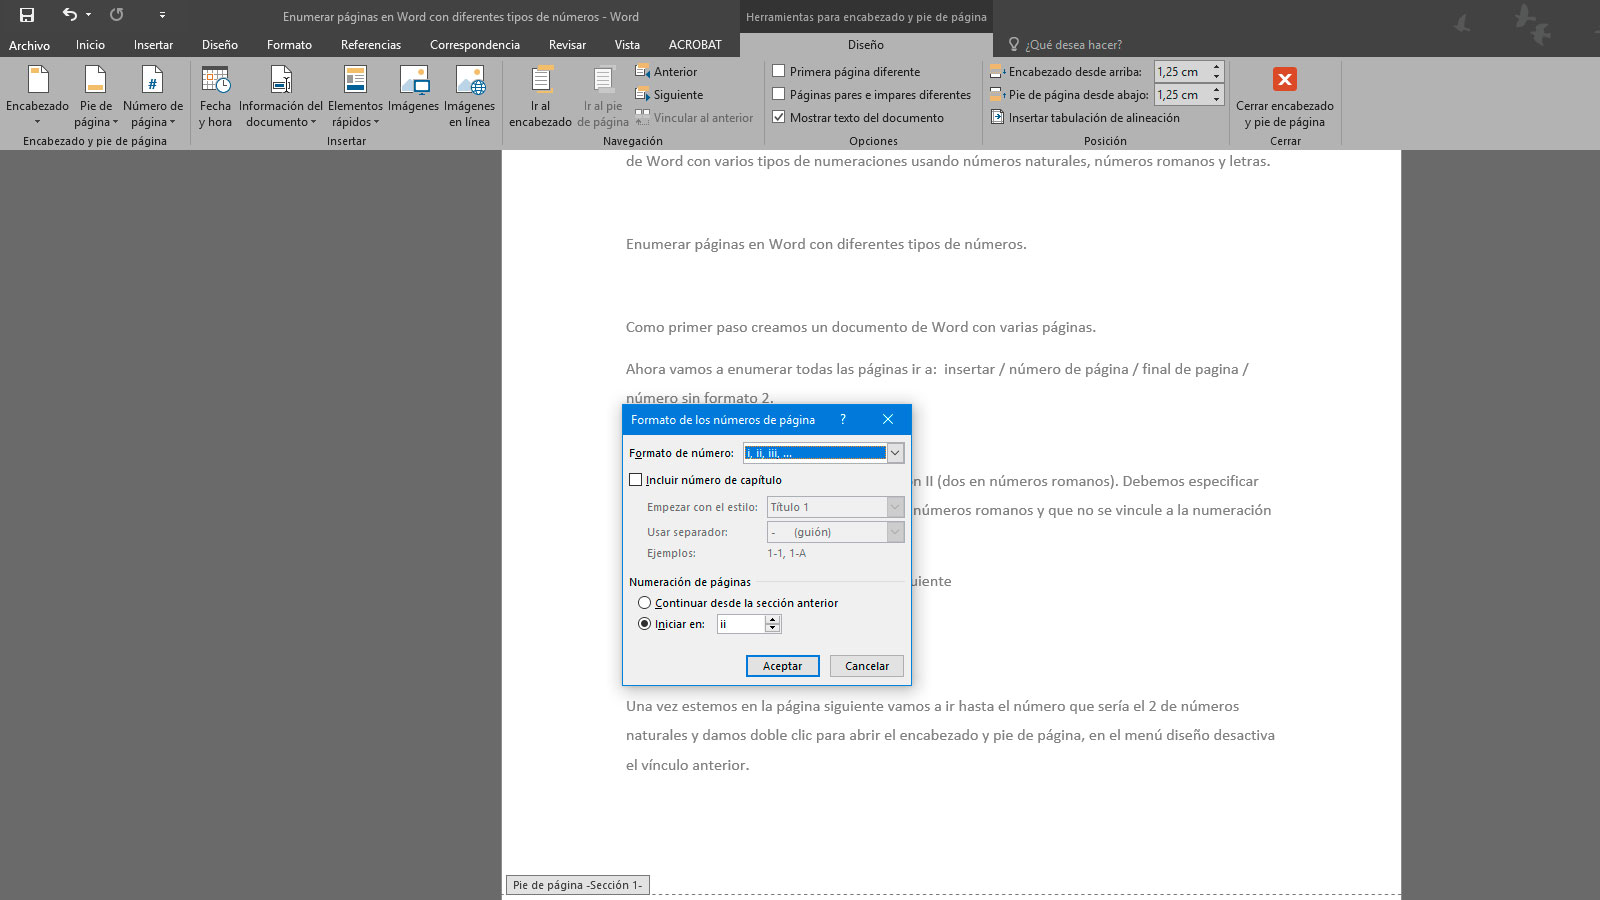 Enumerar páginas en Word con diferentes tipos de números - Word
Herramientas para encabezado y pie de página
Archivo Inicio Insertar Diseño Formato Referencias Correspondencia Revisar Vista ACROBAT Diseño ¿Qué desea hacer?
Encabezado
Pie de página
Número de página
Encabezado y pie de página
Fecha y hora
Información del documento
Elementos rápidos
Imágenes
Imágenes en línea
Insertar
Ir al encabezado
Ir al pie de página
Anterior
Siguiente
Vincular al anterior
Navegación
Primera página diferente
Páginas pares e impares diferentes
Mostrar texto del documento
Opciones
Encabezado desde arriba: 1,25 cm
Pie de página desde abajo: 1,25 cm
Insertar tabulación de alineación
Posición
Cerrar encabezado y pie de página
Cerrar
de Word con varios tipos de numeraciones usando números naturales, números romanos y letras.
Enumerar páginas en Word con diferentes tipos de números.
Como primer paso creamos un documento de Word con varias páginas.
Ahora vamos a enumerar todas las páginas ir a: insertar / número de página / final de pagina /
número sin formato 2.
Formato de los números de página ?
Formato de número: i, ii, iii, ...
Incluir número de capítulo
Empezar con el estilo: Título 1
Usar separador: - (guión)
Ejemplos: 1-1, 1-A
Numeración de páginas
Continuar desde la sección anterior
Iniciar en: ii
Aceptar Cancelar
n II (dos en números romanos). Debemos especificar
números romanos y que no se vincule a la numeración
uiente
Una vez estemos en la página siguiente vamos a ir hasta el número que sería el 2 de números
naturales y damos doble clic para abrir el encabezado y pie de página, en el menú diseño desactiva
el vínculo anterior.
Pie de página -Sección 1-